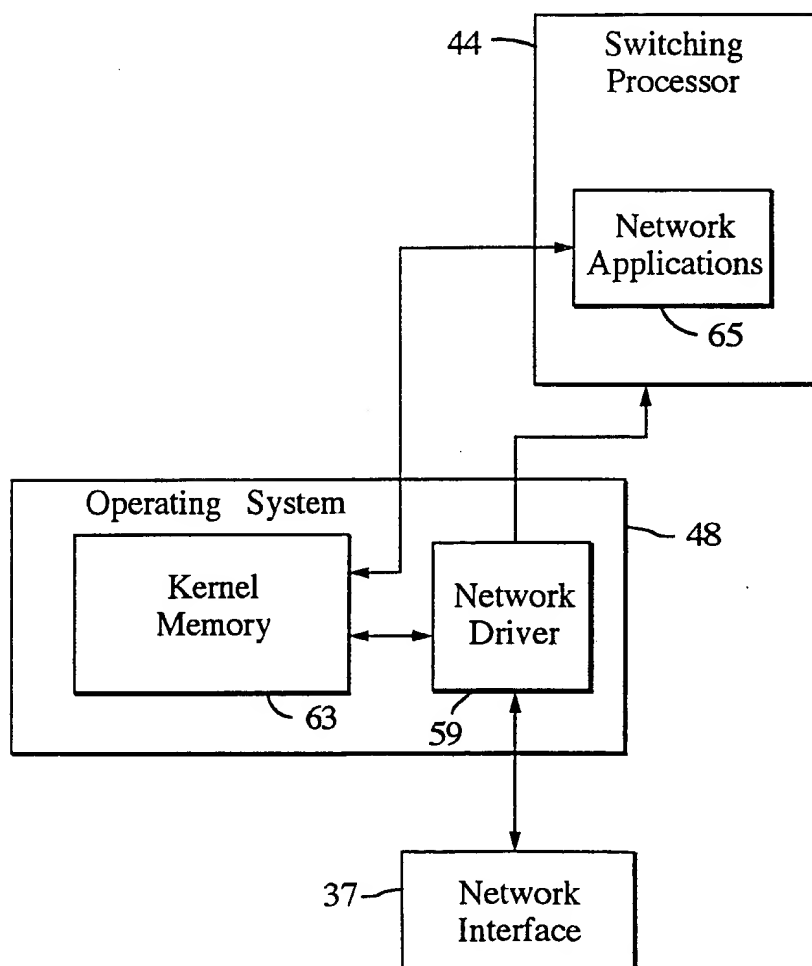 44
Switching
Processor
Network
Applications
65
Operating System
48
Kernel
Memory
Network
Driver
63
59
37
Network
Interface